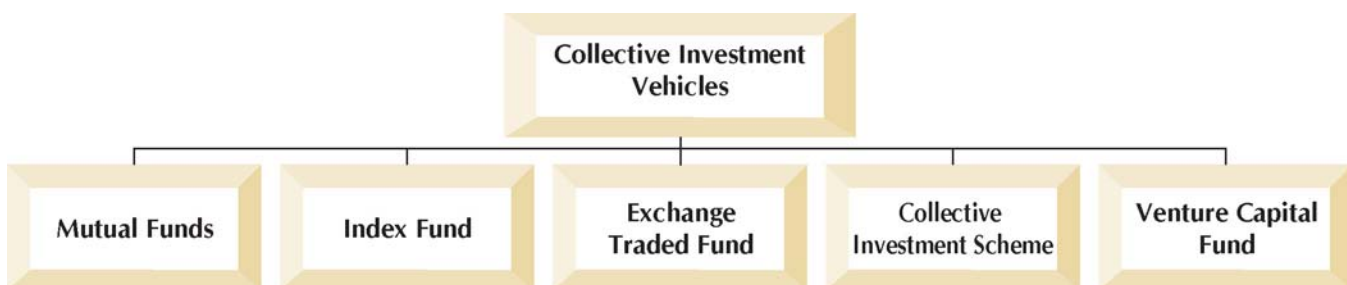 Collective Investment
Vehicles
Mutual Funds
Index Fund
Exchange
Traded Fund
Collective
Investment Scheme
Venture Capital
Fund